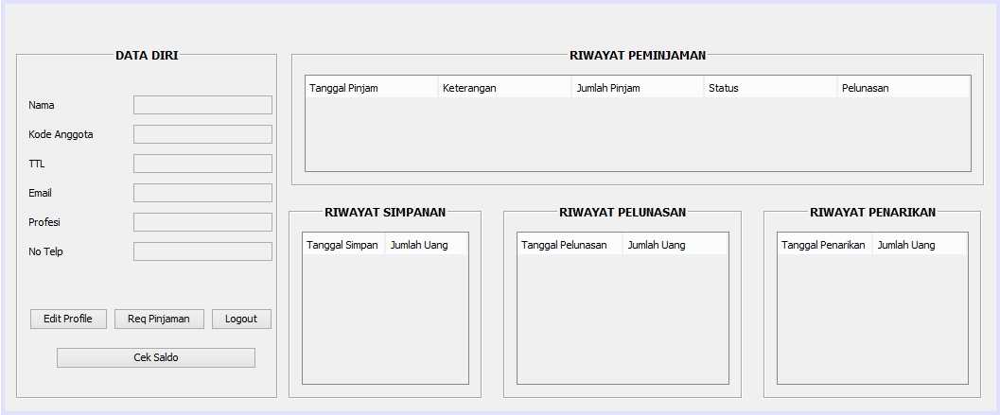 DATA DIRI
Nama
Kode Anggota
TTL
Email
Profesi
No Telp
Edit Profile Req Pinjaman Logout
Cek Saldo
RIWAYAT PEMINJAMAN
Tanggal Pinjam Keterangan Jumlah Pinjam Status Pelunasan
RIWAYAT SIMPANAN
Tanggal Simpan Jumlah Uang
RIWAYAT PELUNASAN
Tanggal Pelunasan Jumlah Uang
RIWAYAT PENARIKAN
Tanggal Penarikan Jumlah Uang